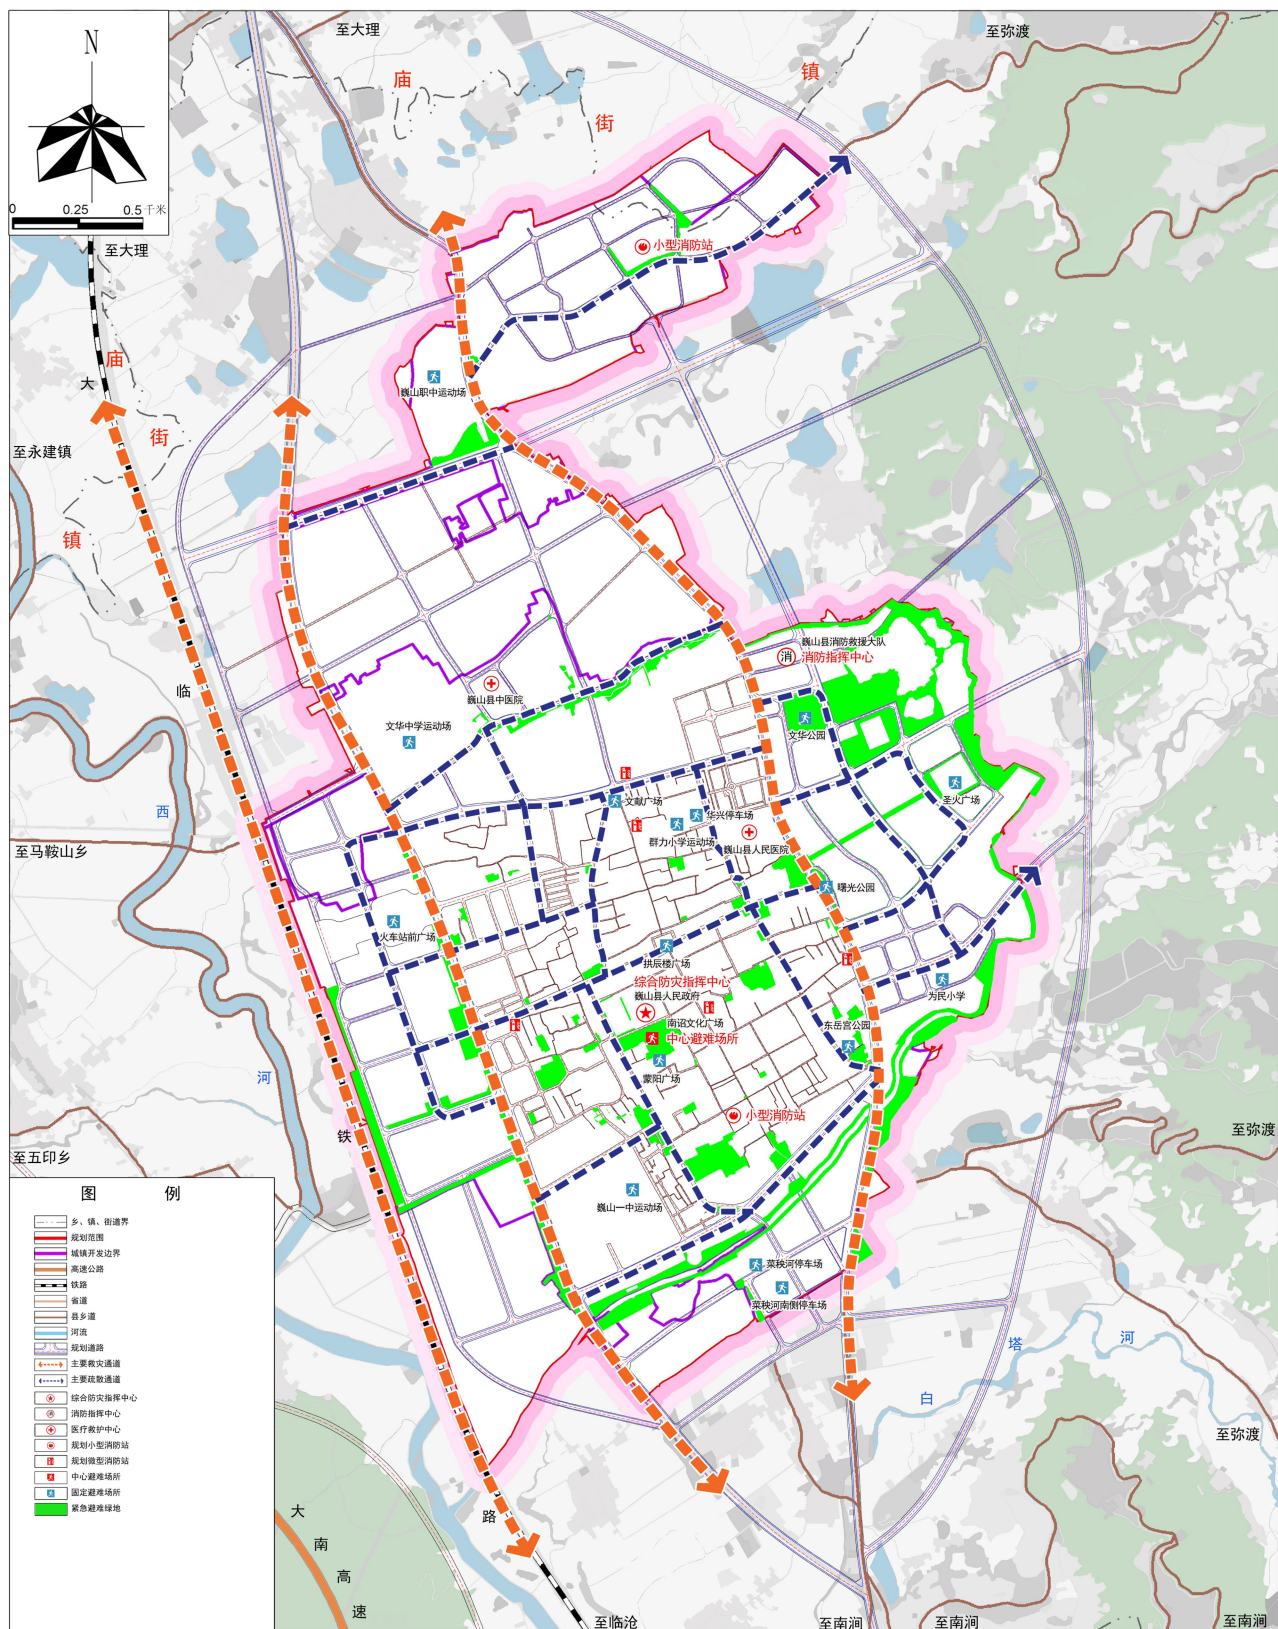 至大理
至弥渡
N
庙
镇
街
0 0.25 0.5 千米
至大理
小型消防站
庙
大
巍山职中运动场
街
至永建镇
镇
巍山县消防救援大队
消 消防指挥中心
临
巍山县中医院
文华中学运动场
文华公园
西
文献广场
圣火广场
华兴停车场
群力小学运动场
巍山县人民医院
至马鞍山乡
曙光公园
火车站前广场
拱辰楼广场
综合防灾指挥中心
巍山县人民政府
为民小学
南诏文化广场
东岳宫公园
中心避难场所
河
蒙阳广场
小型消防站
铁
至弥渡
至五印乡
巍山一中运动场
菜秧河停车场
菜秧河南侧停车场
河
塔
白
至弥渡
路
大
南
高
速
至临沧
至南涧
至南涧
至南涧
图 例
乡、镇、街道界
规划范围
城镇开发边界
高速公路
铁路
省道
县乡道
河流
规划道路
主要救灾通道
主要疏散通道
综合防灾指挥中心
消防指挥中心
医疗救护中心
规划小型消防站
规划微型消防站
中心避难场所
固定避难场所
紧急避难绿地